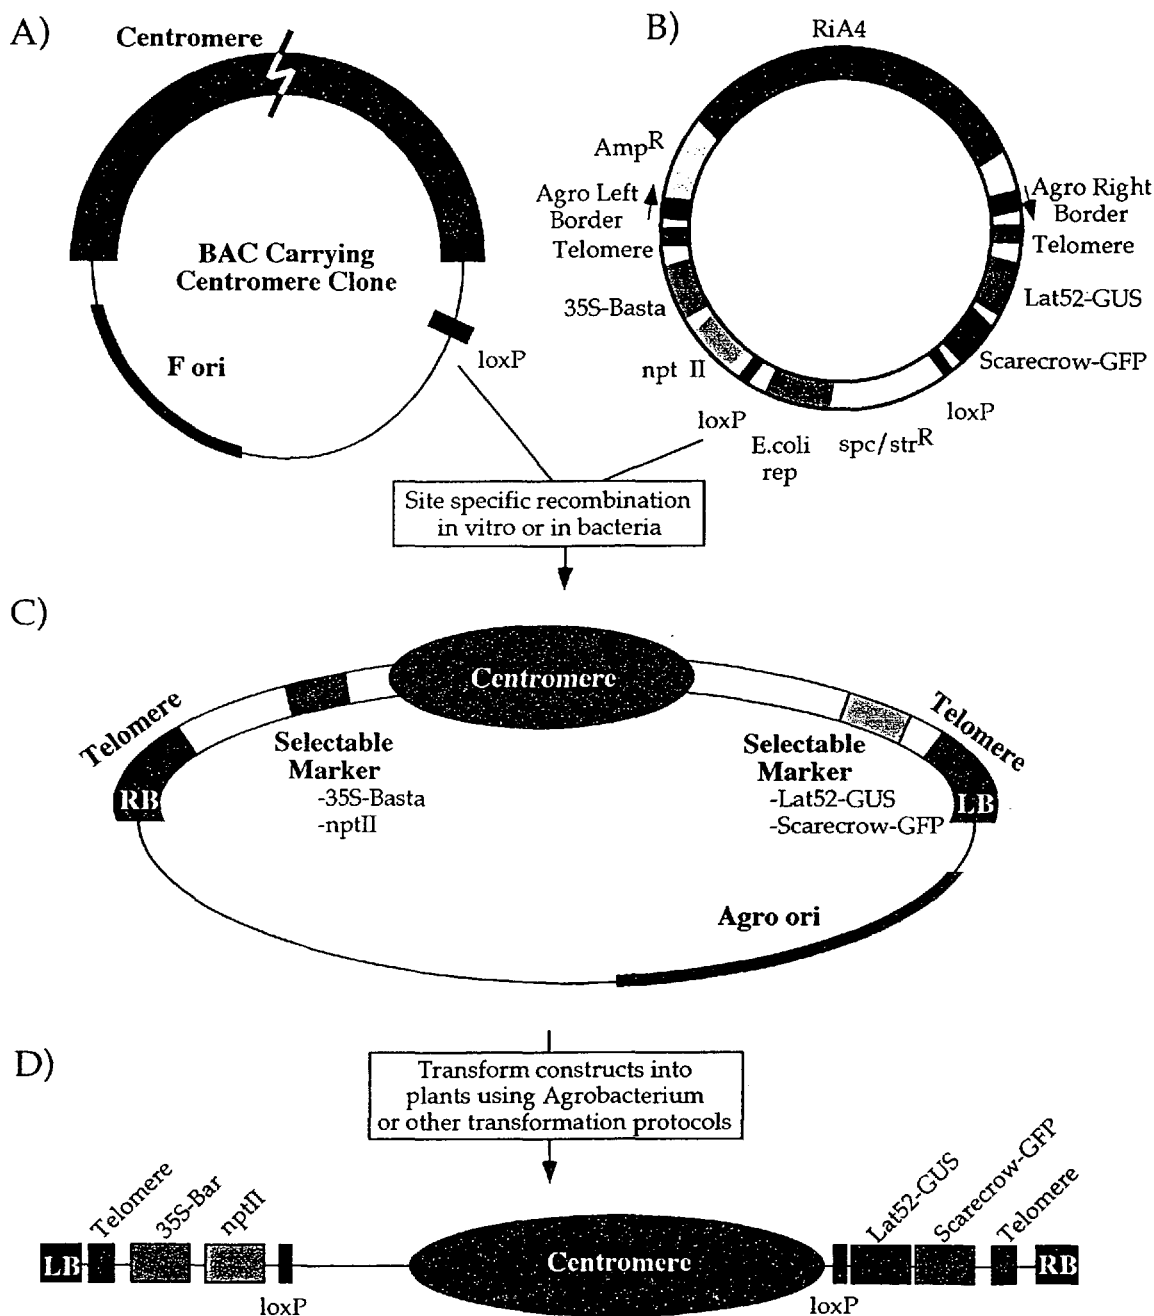 A)
Centromere
BAC Carrying
Centromere Clone
F ori
loxP
B)
RiA4
AmpR
Agro Left
Border
Telomere
35S-Basta
npt II
loxP
E.coli
rep
spc/strR
loxP
Scarecrow-GFP
Lat52-GUS
Telomere
Agro Right
Border
Site specific recombination
in vitro or in bacteria
C)
Centromere
Telomere
RB
Selectable
Marker
-35S-Basta
-nptII
Selectable
Marker
-Lat52-GUS
-Scarecrow-GFP
Telomere
LB
Agro ori
D)
Transform constructs into
plants using Agrobacterium
or other transformation protocols
LB
Telomere
35S-Bar
nptII
loxP
Centromere
loxP
Lat52-GUS
Scarecrow-GFP
Telomere
RB